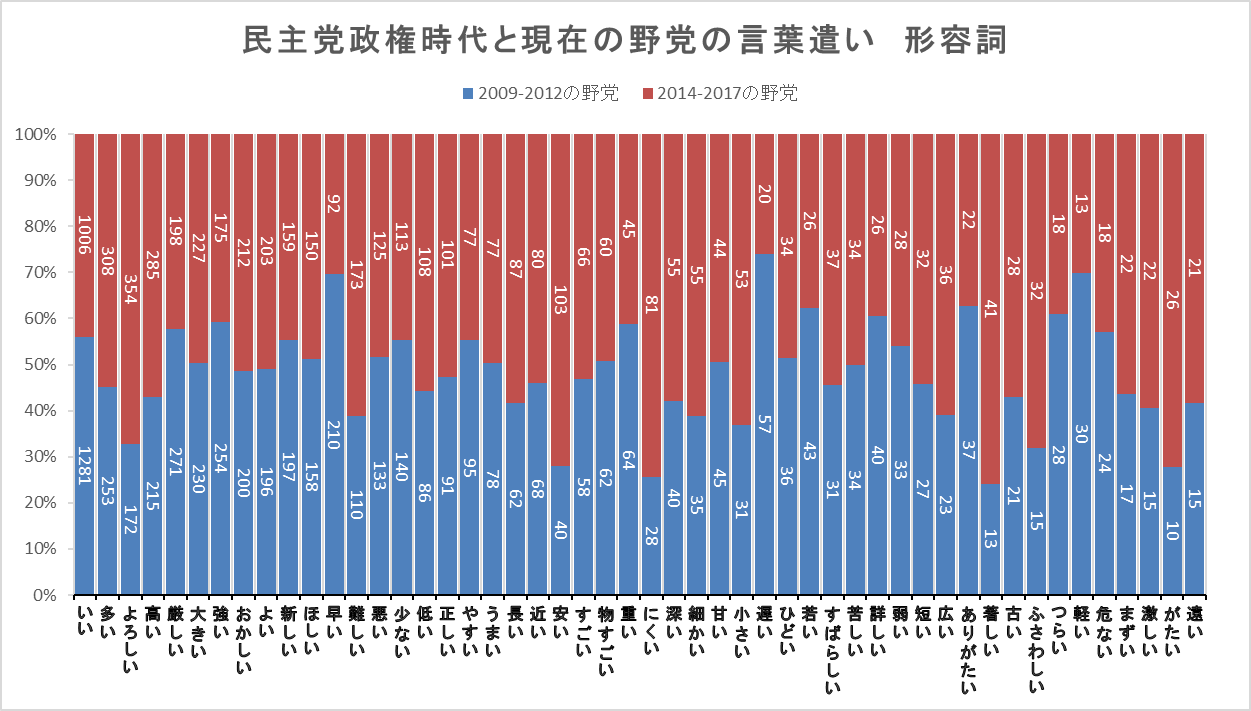 民主党政権時代と現在の野党の言葉遣い　形容詞
2009-2012の野党 2014-2017の野党
100%
90%
80%
70%
60%
50%
40%
30%
20%
10%
0%
1006 308 354 285 198 227 175 212 203 159 150 92 173 125 113 108 101 77 77 87 80 103 66 60 45 81 55 55 44 53 20 34 26 37 34 26 28 32 36 22 41 28 32 18 13 18 22 22 26 21
1281 253 172 215 271 230 254 200 196 197 158 210 110 133 140 86 91 95 78 62 68 40 58 62 64 28 40 35 45 31 57 36 43 31 34 40 33 27 23 37 13 21 15 28 30 24 17 15 10 15
いい 多い よろしい 高い 厳しい 大きい 強い おかしい よい 新しい ほしい 早い 難しい 悪い 少ない 低い 正しい やすい うまい 長い 近い 安い すごい 物すごい 重い にくい 深い 細かい 甘い 小さい 遅い ひどい 若い すばらしい 苦しい 詳しい 弱い 短い 広い ありがたい 著しい 古い ふさわしい つらい 軽い 危ない まずい 激しい がたい 遠い